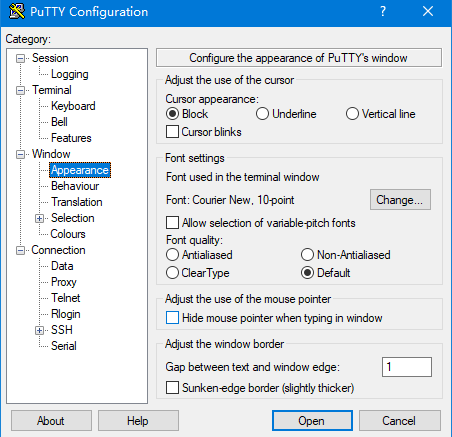 PuTTY Configuration
Category:
Session
Logging
Terminal
Keyboard
Bell
Features
Window
Appearance
Behaviour
Translation
Selection
Colours
Connection
Data
Proxy
Telnet
Rlogin
SSH
Serial
Configure the appearance of PuTTY's window
Adjust the use of the cursor
Cursor appearance:
Block Underline Vertical line
Cursor blinks
Font settings
Font used in the terminal window
Font: Courier New, 10-point Change...
Allow selection of variable-pitch fonts
Font quality:
Antialiased Non-Antialiased
ClearType Default
Adjust the use of the mouse pointer
Hide mouse pointer when typing in window
Adjust the window border
Gap between text and window edge: 1
Sunken-edge border (slightly thicker)
About Help Open Cancel